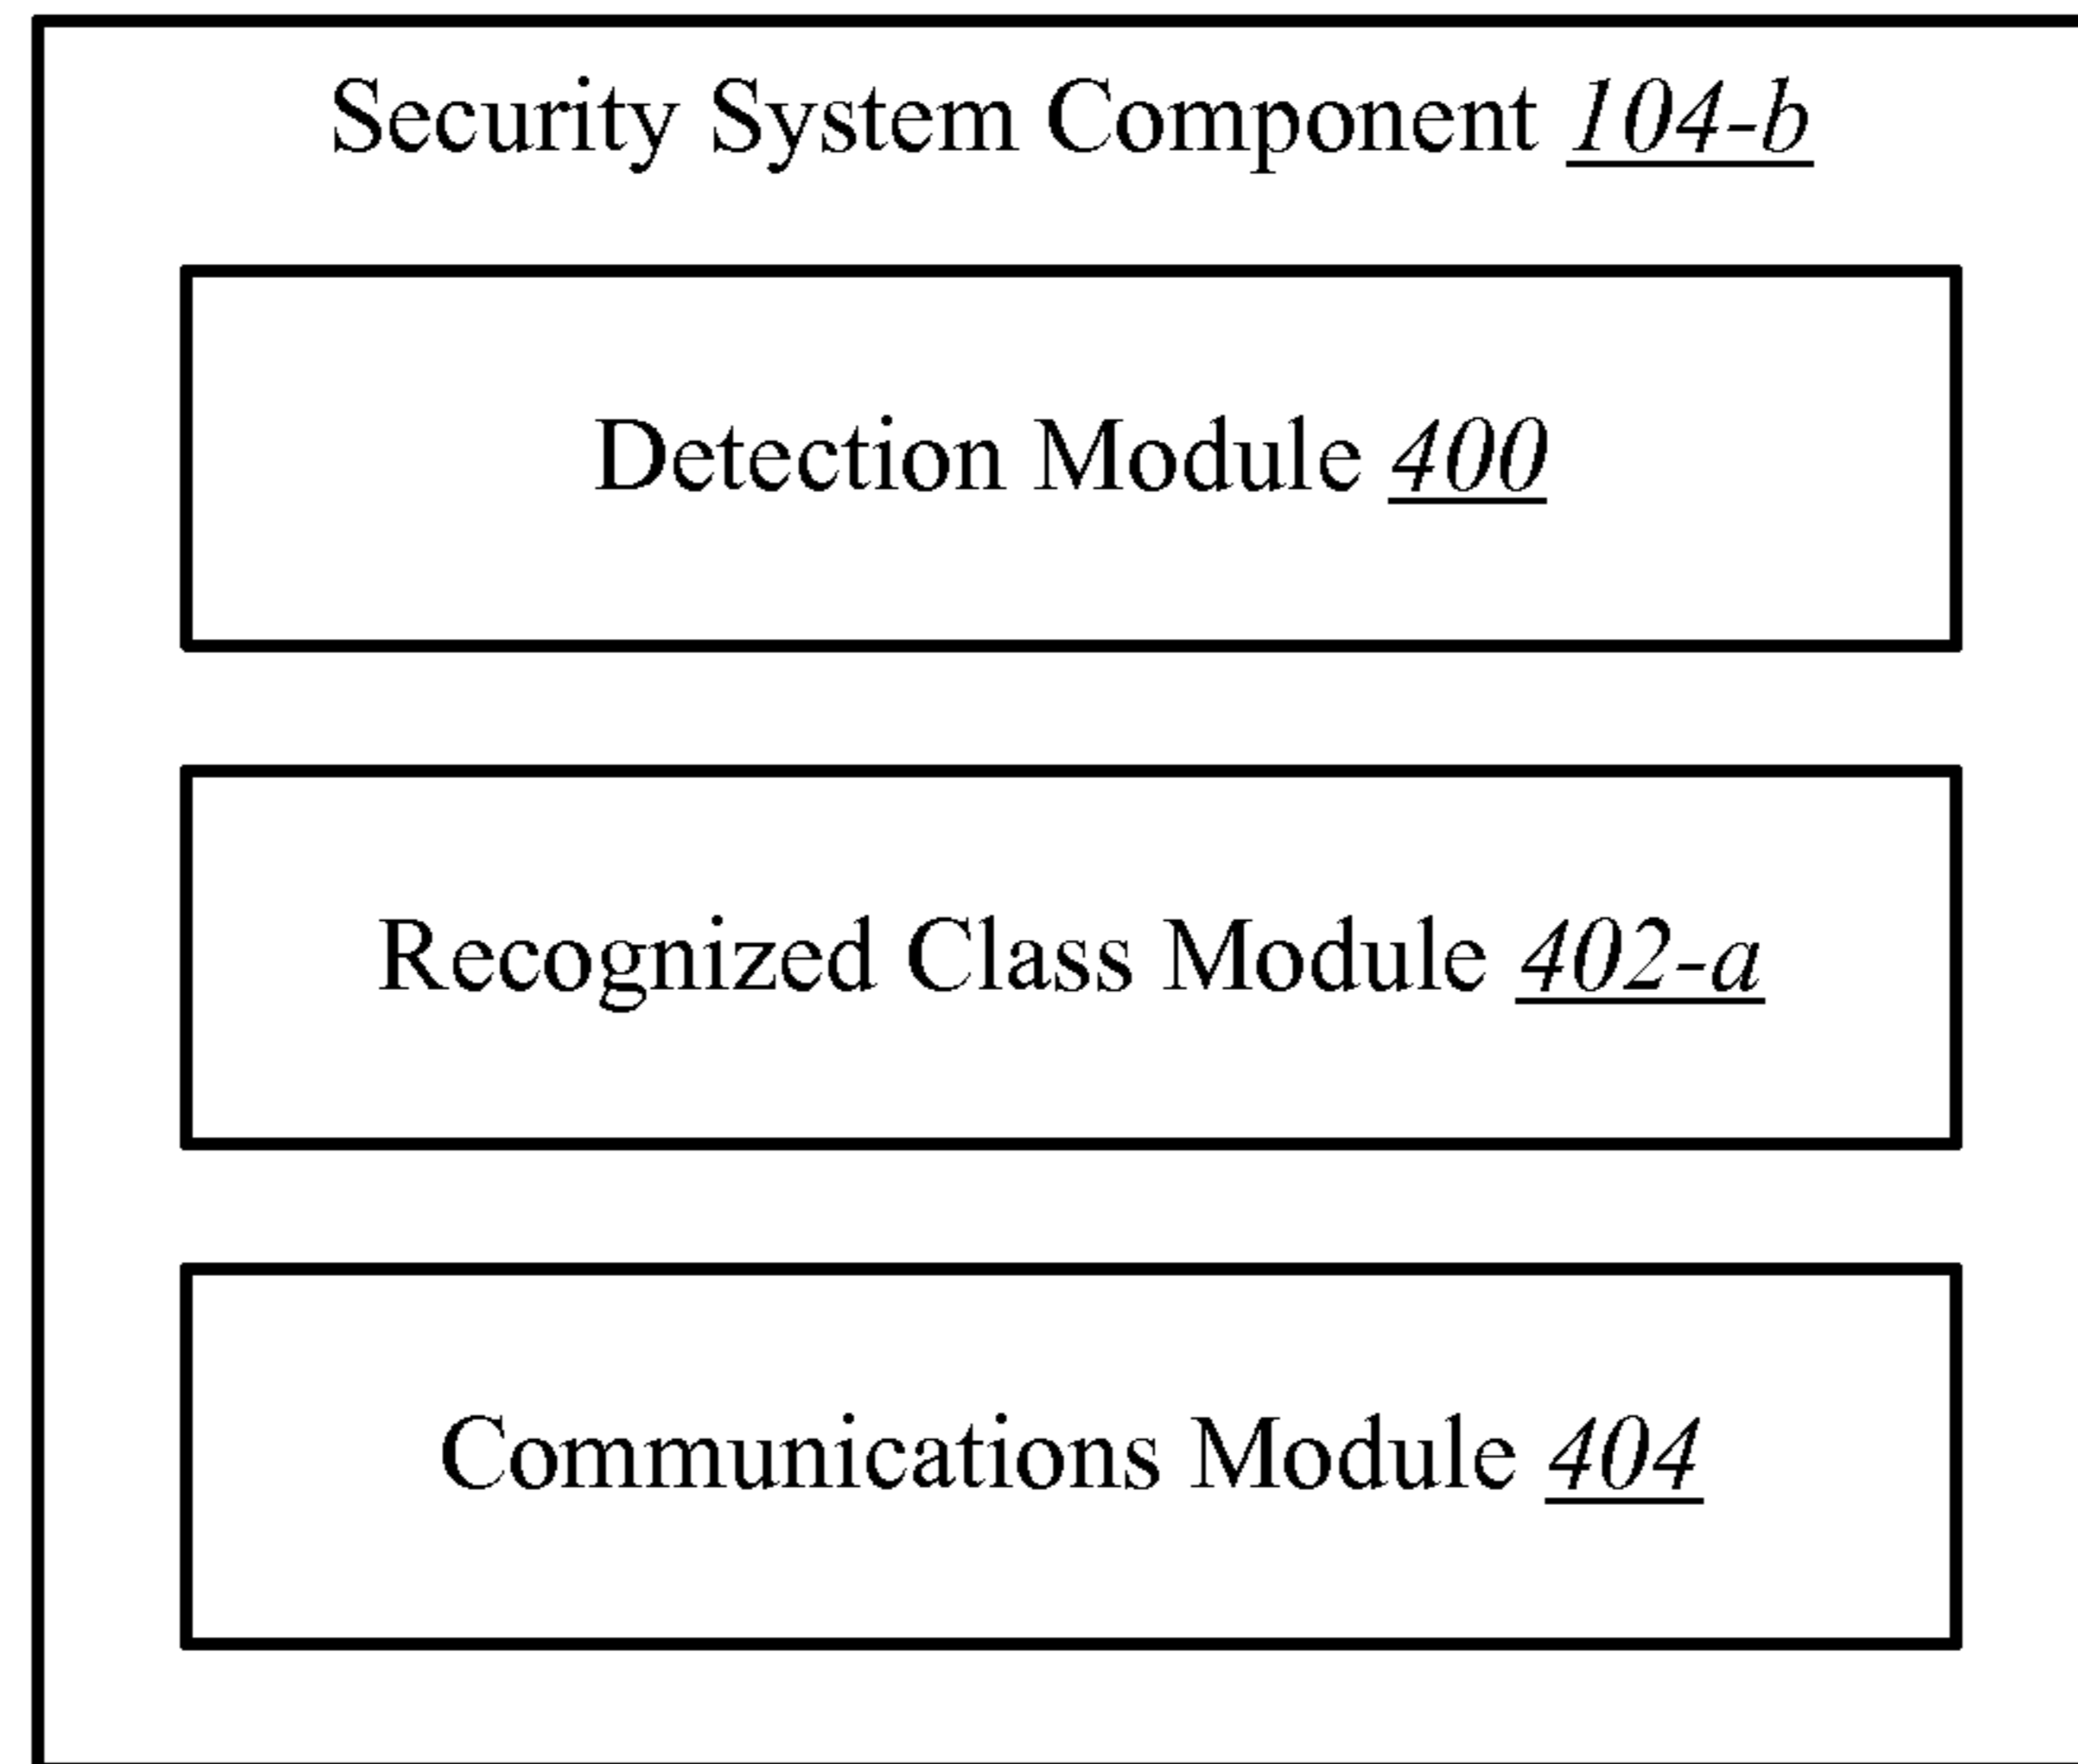 Security System Component 104-b
Detection Module 400
Recognized Class Module 402-a
Communications Module 404